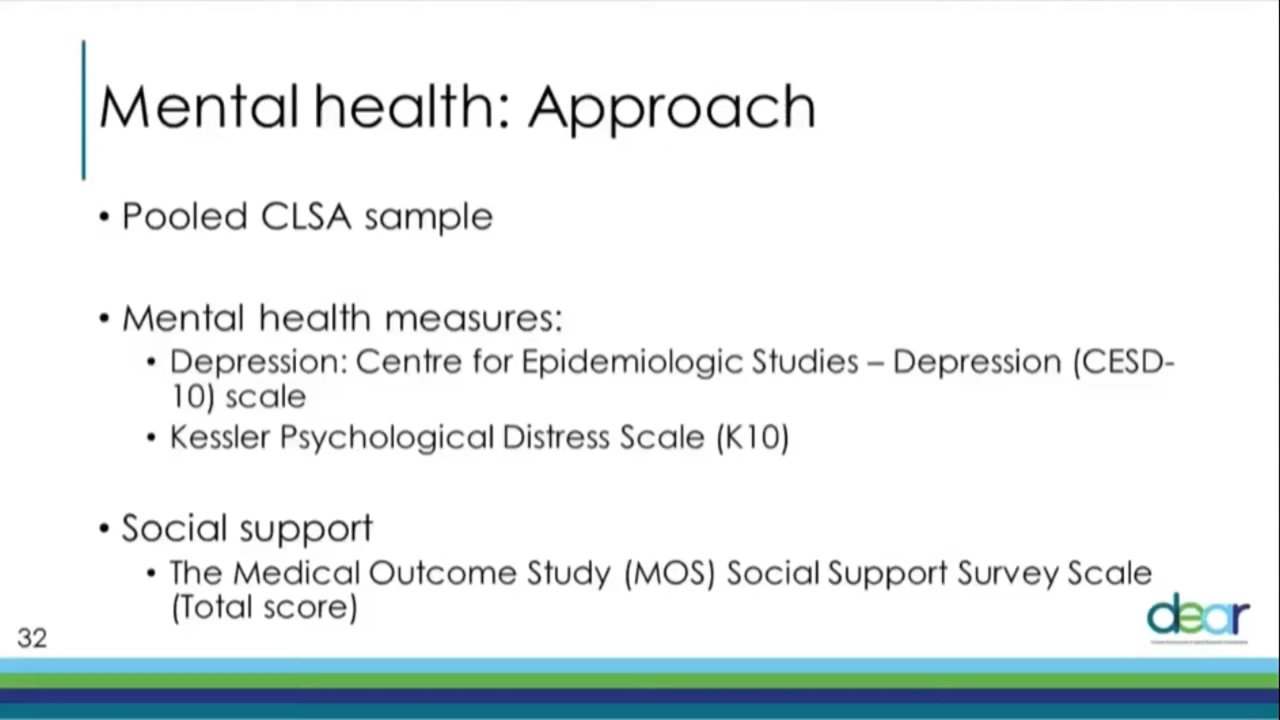 Mental health: Approach
• Pooled CLSA sample
• Mental health measures:
• Depression: Centre for Epidemiologic Studies – Depression (CESD-
10) scale
• Kessler Psychological Distress Scale (K10)
• Social support
• The Medical Outcome Study (MOS) Social Support Survey Scale
(Total score)
dear
32